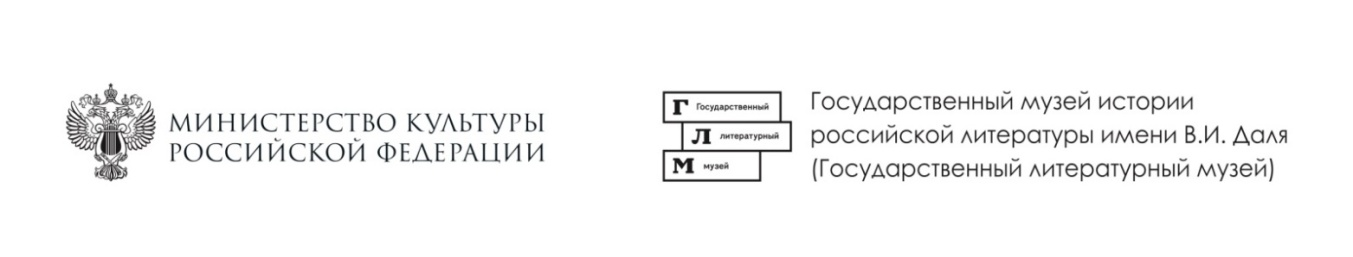 МИНИСТЕРСТВО КУЛЬТУРЫ
РОССИЙСКОЙ ФЕДЕРАЦИИ
Г Государственный
Л литературный
М музей
Государственный музей истории
российской литературы имени В.И. Даля
(Государственный литературный музей)